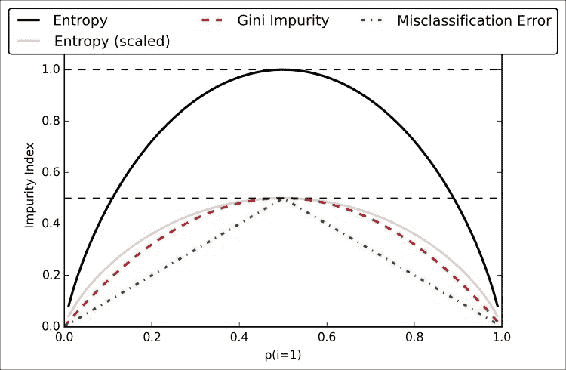 Entropy
Gini Impurity
Misclassification Error
Entropy (scaled)
1.0
0.8
0.6
0.4
0.2
0.0
Impurity Index
0.0 0.2 0.4 0.6 0.8 1.0
p(i=1)